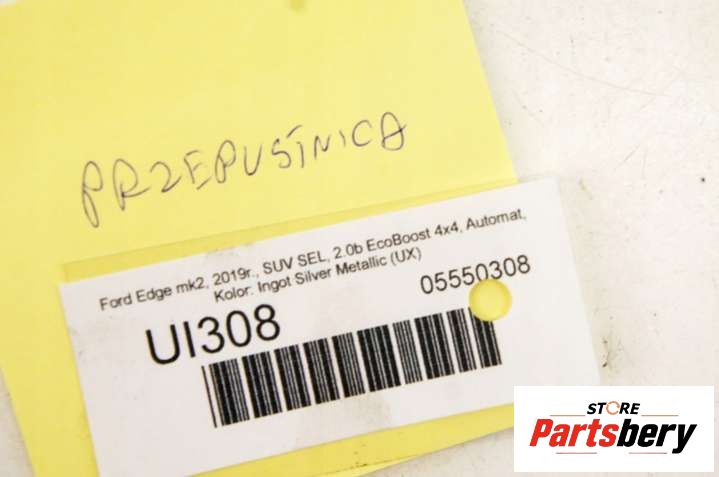 PRZEPUSTNICA
Ford Edge mk2, 2019r., SUV SEL, 2.0b EcoBoost 4x4, Automat,
Kolor: Ingot Silver Metallic (UX)
UI308
05550308
STORE
Partsbery